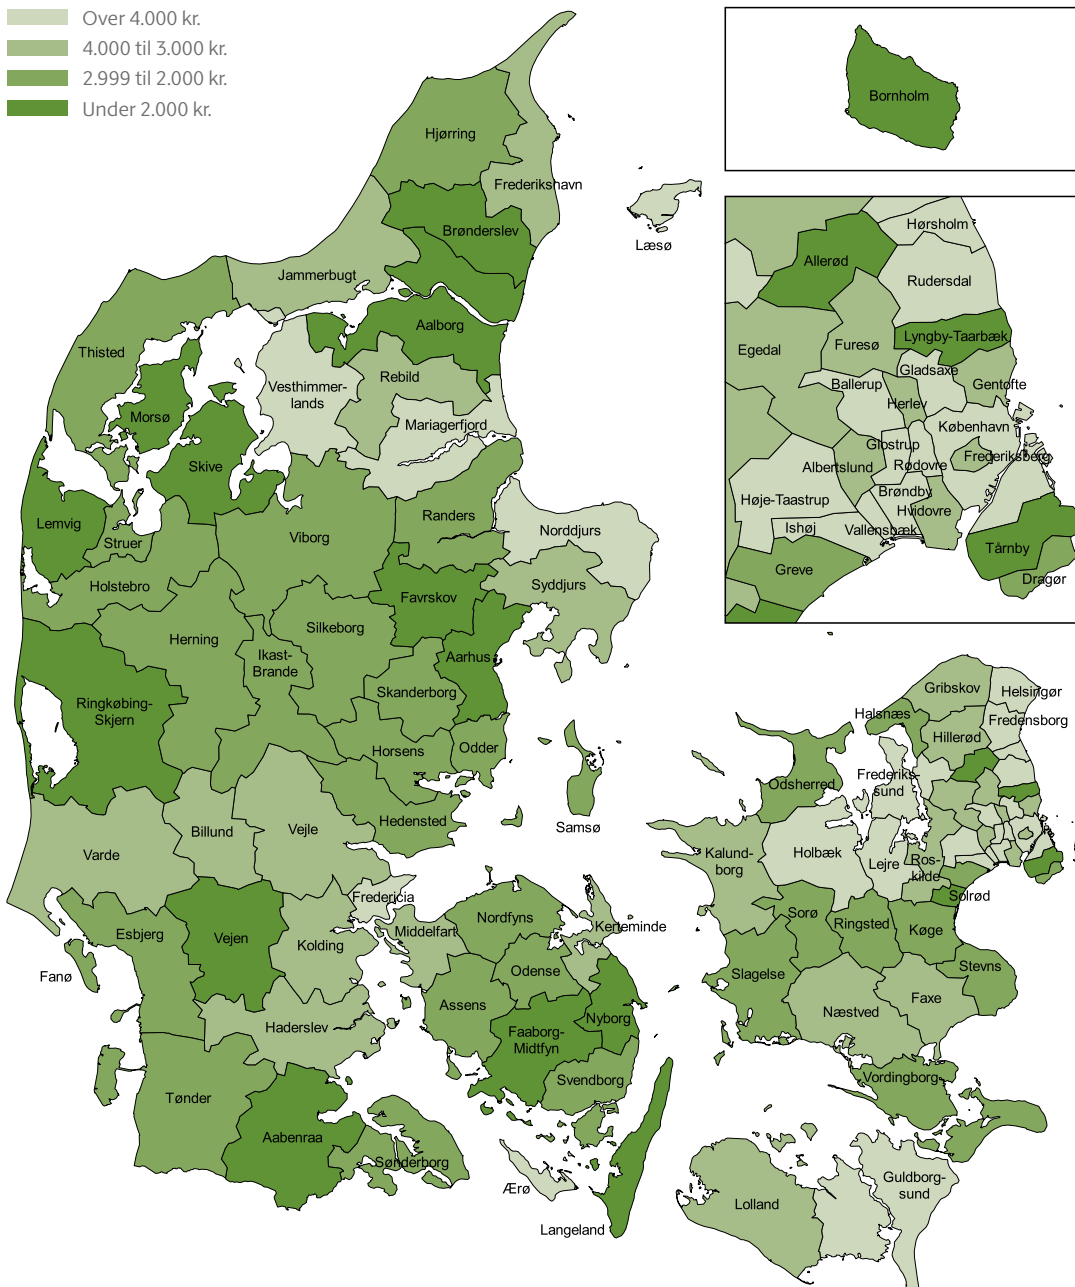 Over 4.000 kr.
4.000 til 3.000 kr.
2.999 til 2.000 kr.
Under 2.000 kr.
Hjørring
Frederikshavn
Brønderslev
Læsø
Jammerbugt
Aalborg
Thisted
Rebild
Vesthimmer-
lands
Morsø
Mariagerfjord
Skive
Lemvig
Struer
Viborg
Randers
Norddjurs
Holstebro
Syddjurs
Favrskov
Silkeborg
Herning
Ikast-
Brande
Aarhus
Skanderborg
Ringkøbing-
Skjern
Horsens
Odder
Samsø
Hedensted
Billund
Vejle
Varde
Fredericia
Esbjerg
Vejen
Kolding
Middelfart
Nordfyns
Kerteminde
Fanø
Odense
Assens
Haderslev
Faaborg-
Midtfyn
Nyborg
Svendborg
Tønder
Aabenraa
Sønderborg
Ærø
Langeland
Bornholm
Hørsholm
Allerød
Rudersdal
Lyngby-Taarbæk
Egedal
Furesø
Gladsaxe
Ballerup
Gentofte
Herlev
København
Glostrup
Frederiksberg
Albertslund
Rødovre
Høje-Taastrup
Brøndby
Hvidovre
Ishøj
Vallensbæk
Tårnby
Greve
Dragør
Gribskov
Helsingør
Halsnæs
Fredensborg
Hillerød
Frederiks-
sund
Odsherred
Kalund-
borg
Holbæk
Lejre
Ros-
kilde
Solrød
Sorø
Ringsted
Køge
Slagelse
Stevns
Næstved
Faxe
Vordingborg
Lolland
Guldborg-
sund